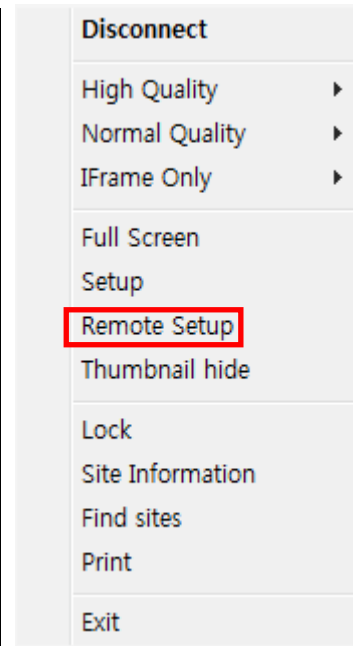 Disconnect
High Quality
Normal Quality
IFrame Only
Full Screen
Setup
Remote Setup
Thumbnail hide
Lock
Site Information
Find sites
Print
Exit